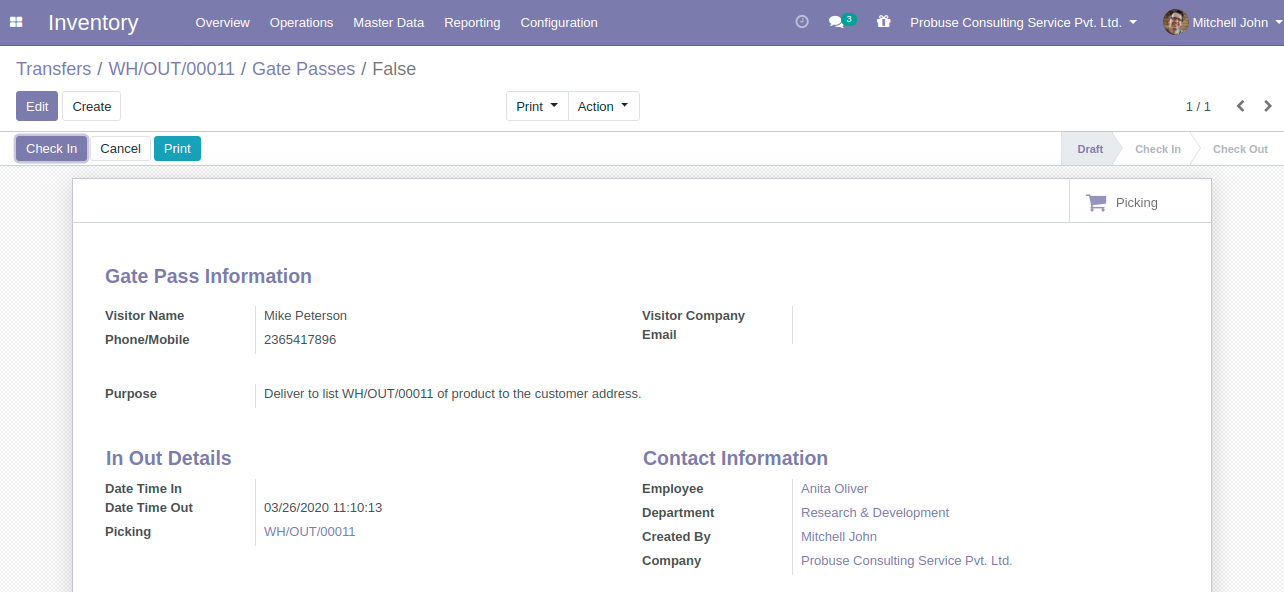 Inventory Overview Operations Master Data Reporting Configuration 3 Probuse Consulting Service Pvt. Ltd. Mitchell John
Transfers / WH/OUT/00011 / Gate Passes / False
Edit Create Print Action 1 / 1
Check In Cancel Print Draft Check In Check Out
Picking
Gate Pass Information
Visitor Name Mike Peterson Visitor Company
Phone/Mobile 2365417896 Email
Purpose Deliver to list WH/OUT/00011 of product to the customer address.
In Out Details Contact Information
Date Time In Employee Anita Oliver
Date Time Out 03/26/2020 11:10:13 Department Research & Development
Picking WH/OUT/00011 Created By Mitchell John
Company Probuse Consulting Service Pvt. Ltd.